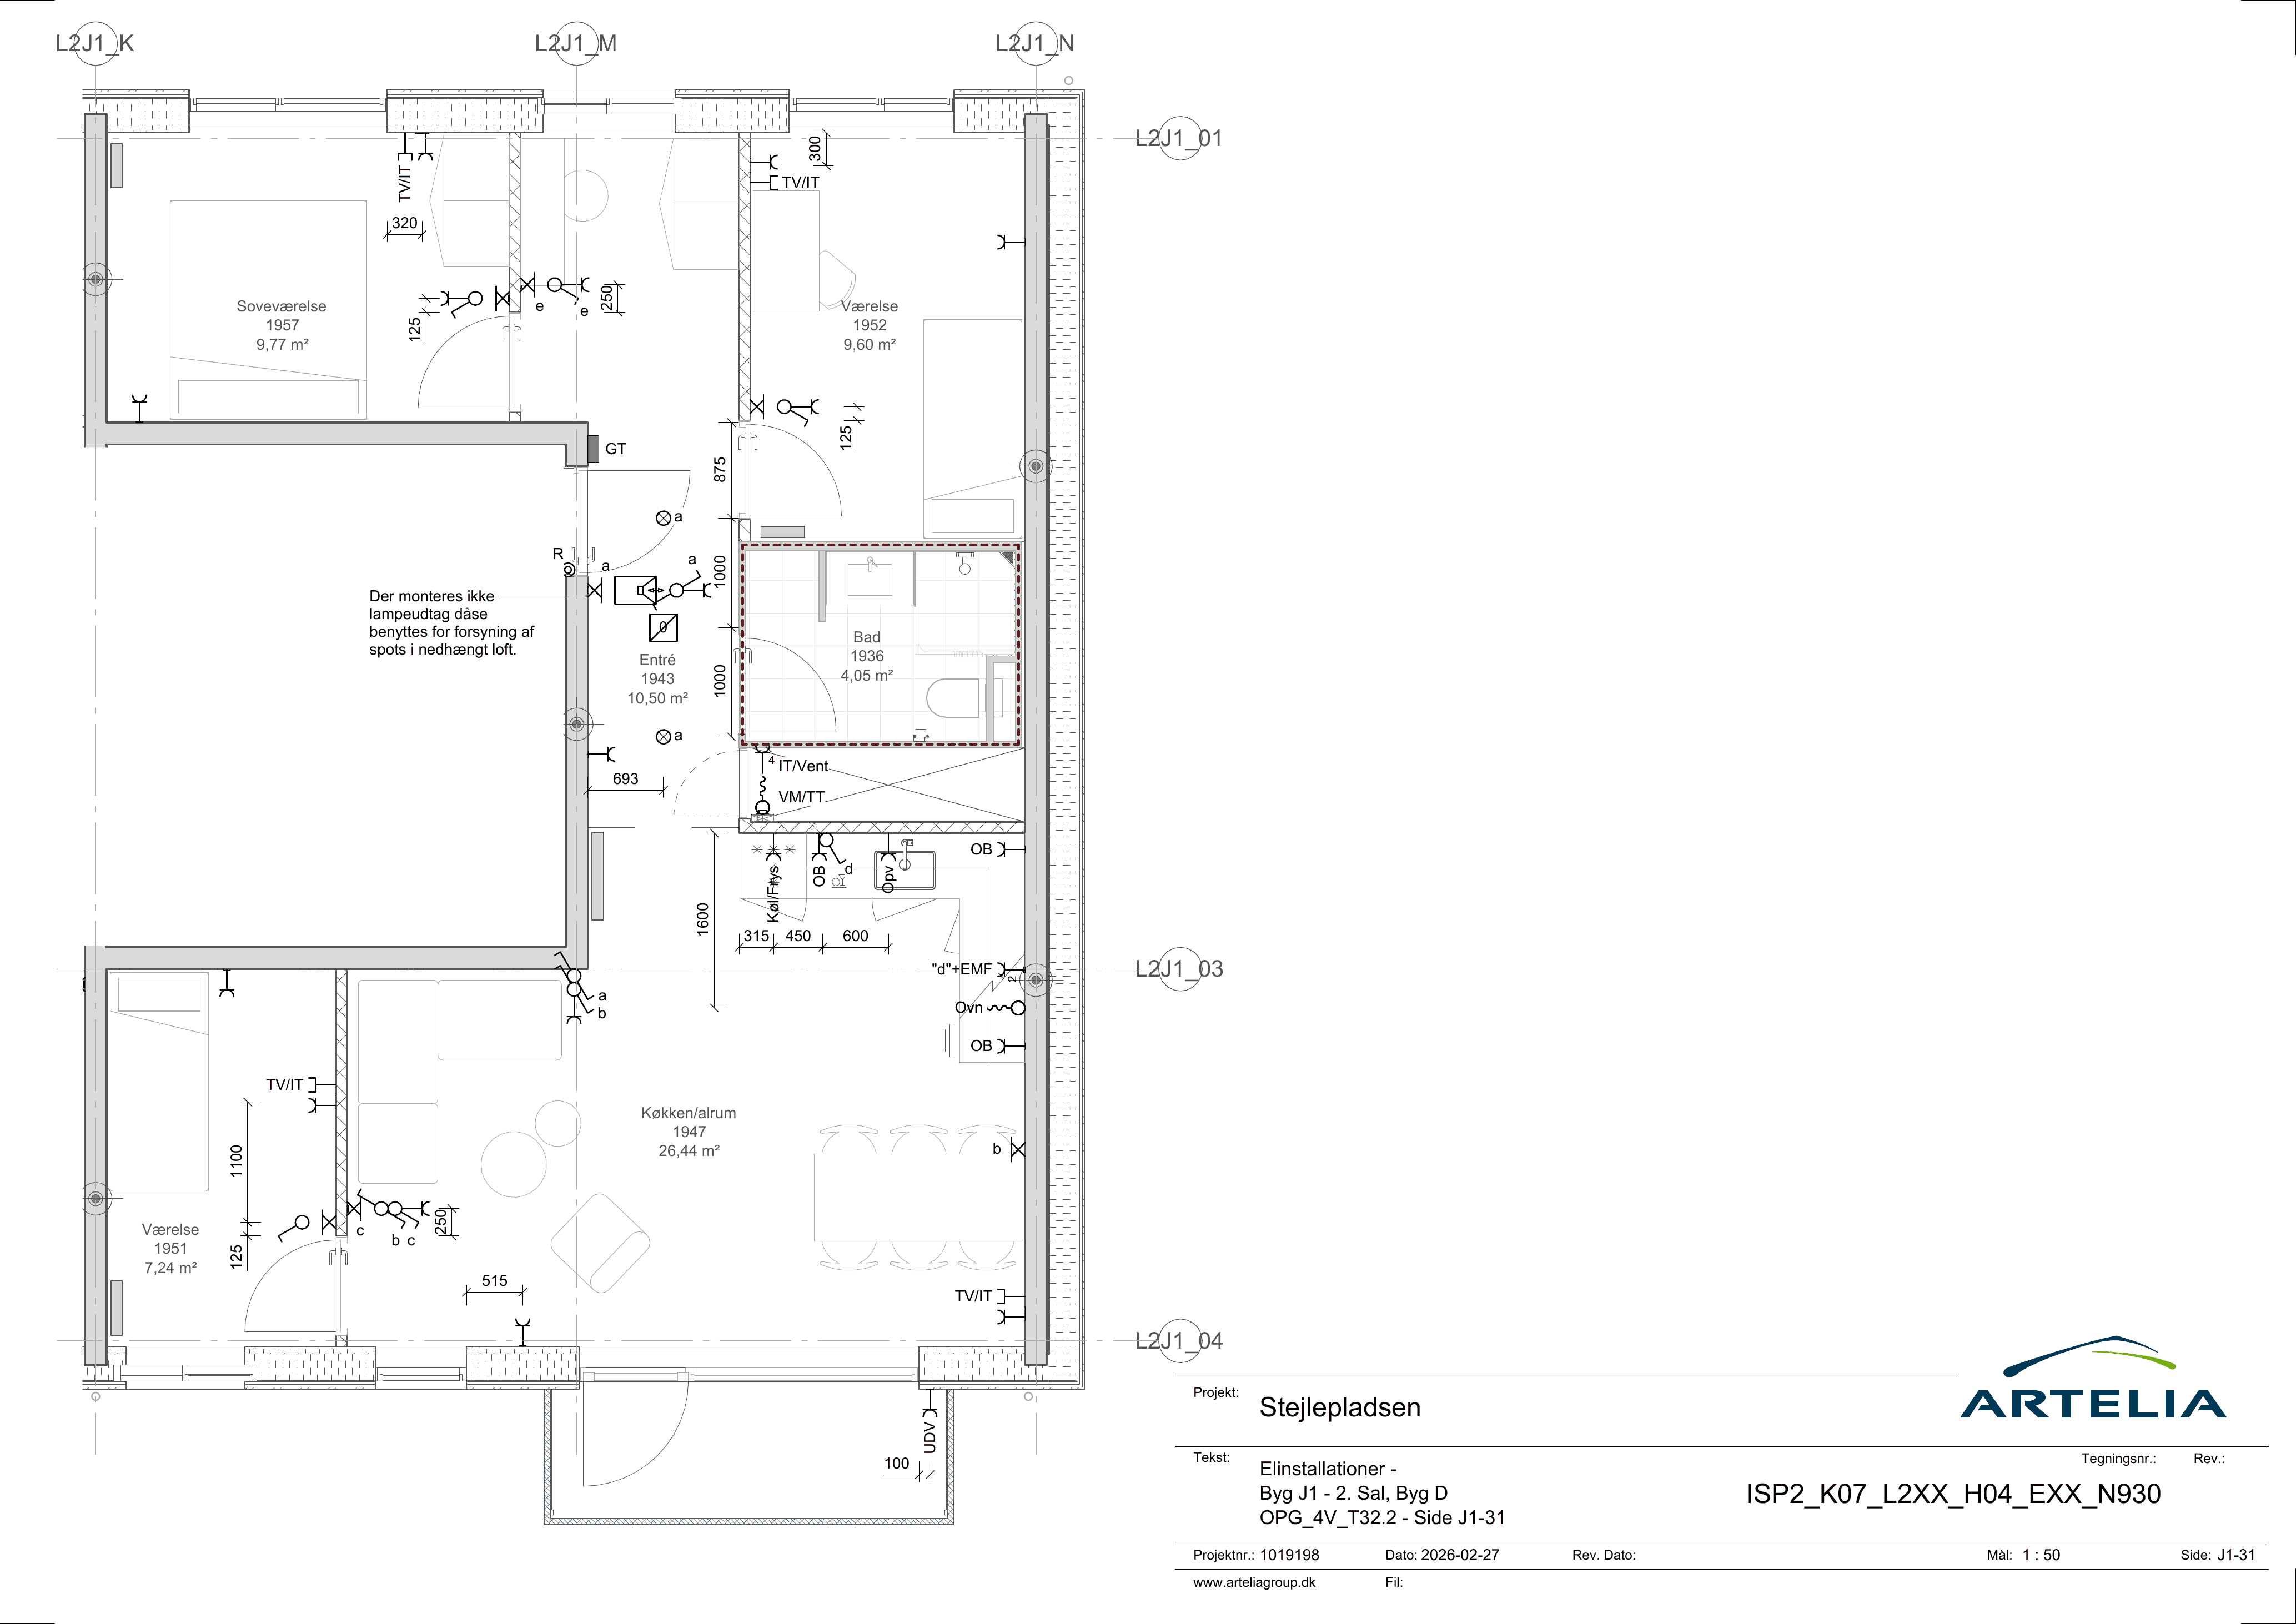 L2J1_K
L2J1_M
L2J1_N
L2J1_01
300
TV/IT
TV/IT
320
Soveværelse
1957
9,77 m²
125
e
e
250
Værelse
1952
9,60 m²
125
GT
875
a
R
a
a
1000
Der monteres ikke
lampeudtag dåse
benyttes for forsyning af
spots i nedhængt loft.
0
Entré
1943
10,50 m²
Bad
1936
4,05 m²
1000
a
693
4
IT/Vent
VM/TT
OB
Køl/Frys
OB
d
Opv
1600
315
450
600
"d"+EMF
2
L2J1_03
a
b
Ovn
OB
TV/IT
1100
Køkken/alrum
1947
26,44 m²
b
Værelse
1951
7,24 m²
125
c
b
c
250
515
TV/IT
L2J1_04
UDV
100
Projekt:
Stejlepladsen
ARTELIA
Tekst:
Elinstallationer -
Byg J1 - 2. Sal, Byg D
OPG_4V_T32.2 - Side J1-31
Tegningsnr.:
Rev.:
ISP2_K07_L2XX_H04_EXX_N930
Projektnr.: 1019198
Dato: 2026-02-27
Rev. Dato:
Mål: 1 : 50
Side: J1-31
www.arteliagroup.dk
Fil: